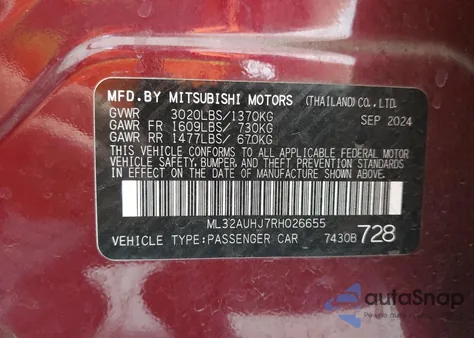 MFD.BY MITSUBISHI MOTORS (THAILAND)CO.,LTD.
GVWR 3020LBS/1370KG SEP 2024
GAWR FR 1609LBS/ 730KG
GAWR RR 1477LBS/ 670KG
THIS VEHICLE CONFORMS TO ALL APPLICABLE FEDERAL MOTOR
VEHICLE SAFETY, BUMPER, AND THEFT PREVENTION STANDARDS
IN EFFECT ON THE DATE OF MANUFACTURE SHOWN ABOVE.
ML32AUHJ7RH026655
VEHICLE TYPE:PASSENGER CAR 7430B 728
autaSnap